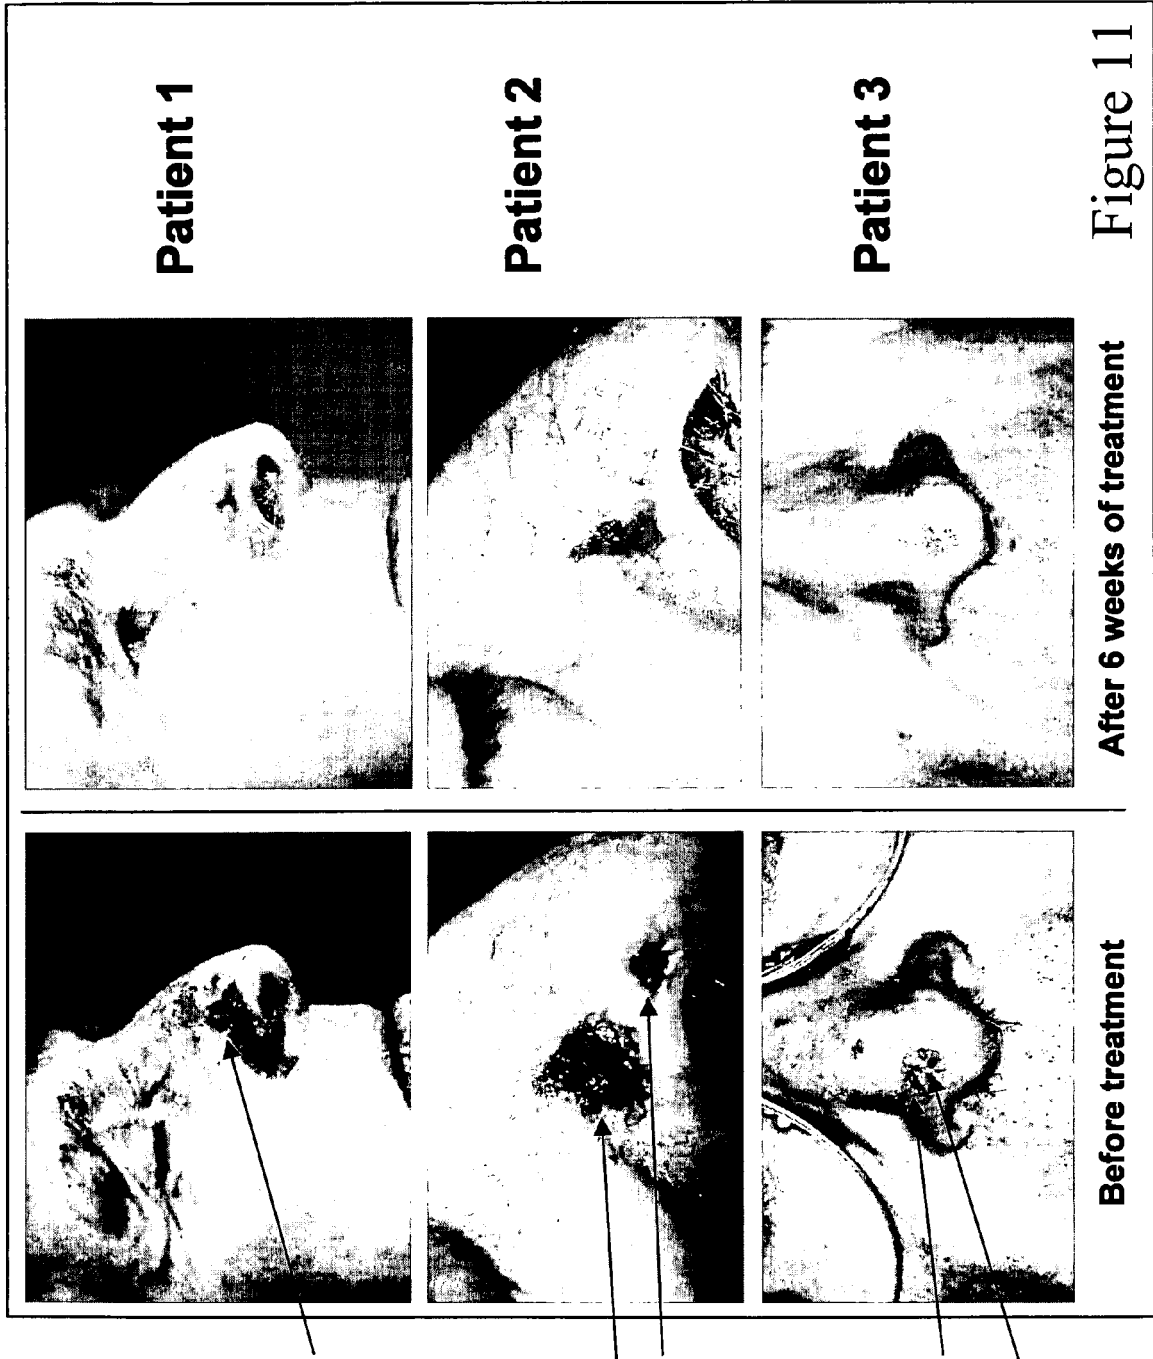 Patient 1
Patient 2
Patient 3
Before treatment
After 6 weeks of treatment
Figure 11